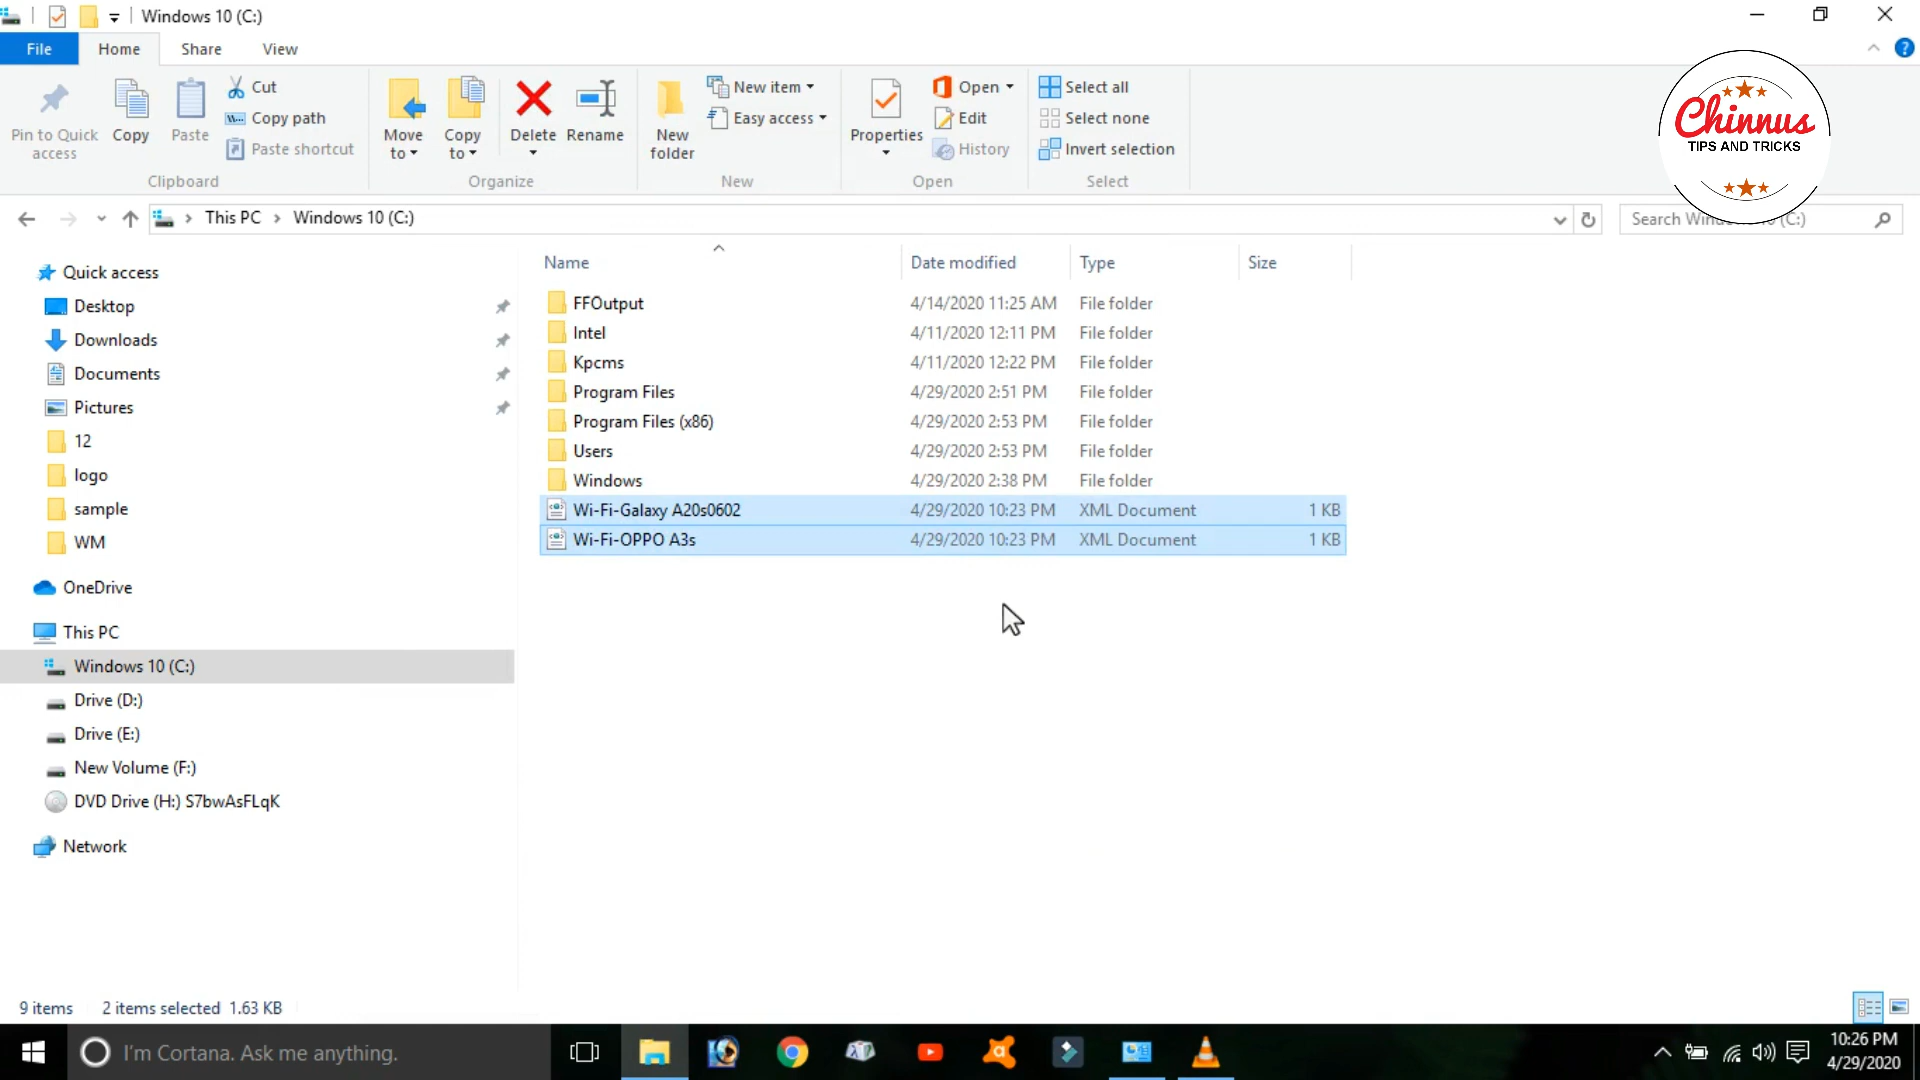 Windows 10 (C:)
File Home Share View
Pin to Quick access
Copy
Paste
Cut
Copy path
Paste shortcut
Clipboard
Move to
Copy to
Delete
Rename
Organize
New folder
New item
Easy access
New
Properties
Open
Edit
History
Open
Select all
Select none
Invert selection
Select
Chinnus
TIPS AND TRICKS
This PC > Windows 10 (C:)
Search Win (C:)
Name Date modified Type Size
Quick access
Desktop
Downloads
Documents
Pictures
12
logo
sample
WM
OneDrive
This PC
Windows 10 (C:)
Drive (D:)
Drive (E:)
New Volume (F:)
DVD Drive (H:) S7bwAsFLqK
Network
FFOutput 4/14/2020 11:25 AM File folder
Intel 4/11/2020 12:11 PM File folder
Kpcms 4/11/2020 12:22 PM File folder
Program Files 4/29/2020 2:51 PM File folder
Program Files (x86) 4/29/2020 2:53 PM File folder
Users 4/29/2020 2:53 PM File folder
Windows 4/29/2020 2:38 PM File folder
Wi-Fi-Galaxy A20s0602 4/29/2020 10:23 PM XML Document 1 KB
Wi-Fi-OPPO A3s 4/29/2020 10:23 PM XML Document 1 KB
9 items 2 items selected 1.63 KB
I'm Cortana. Ask me anything.
10:26 PM
4/29/2020